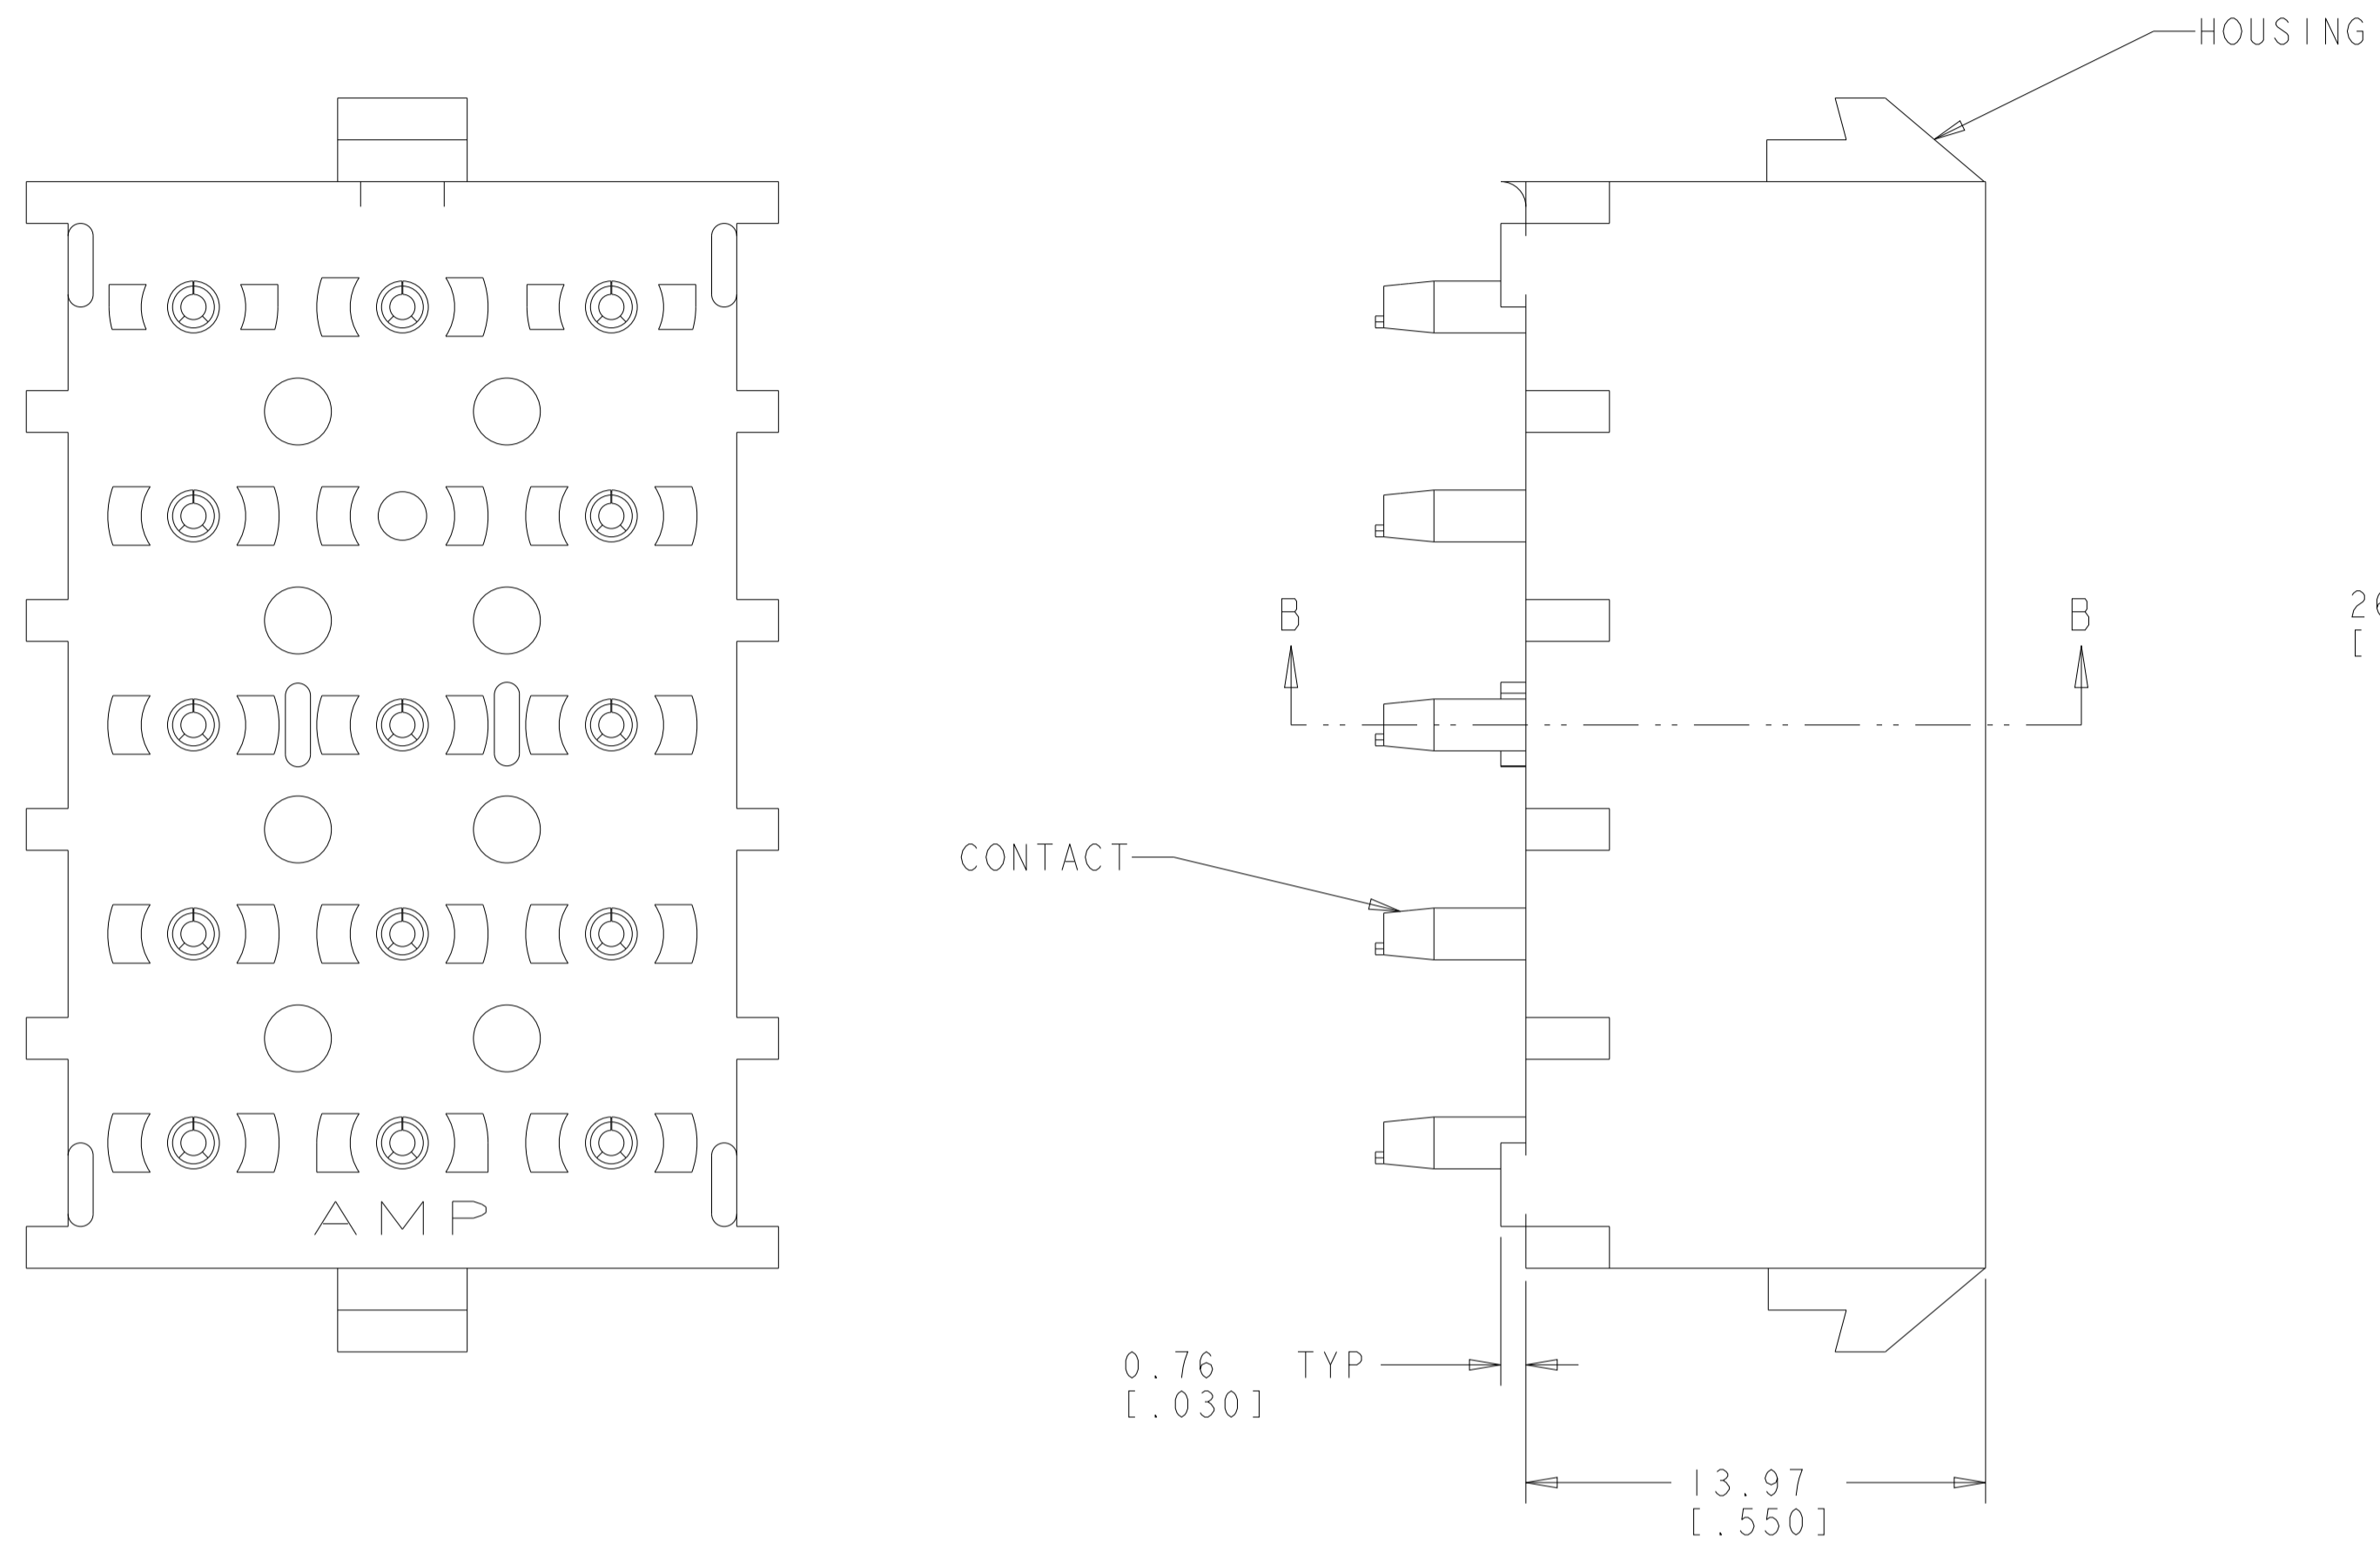 HOUSING
B B
CONTACT
AMP
0.76 TYP
[.030]
13.97
[.550]